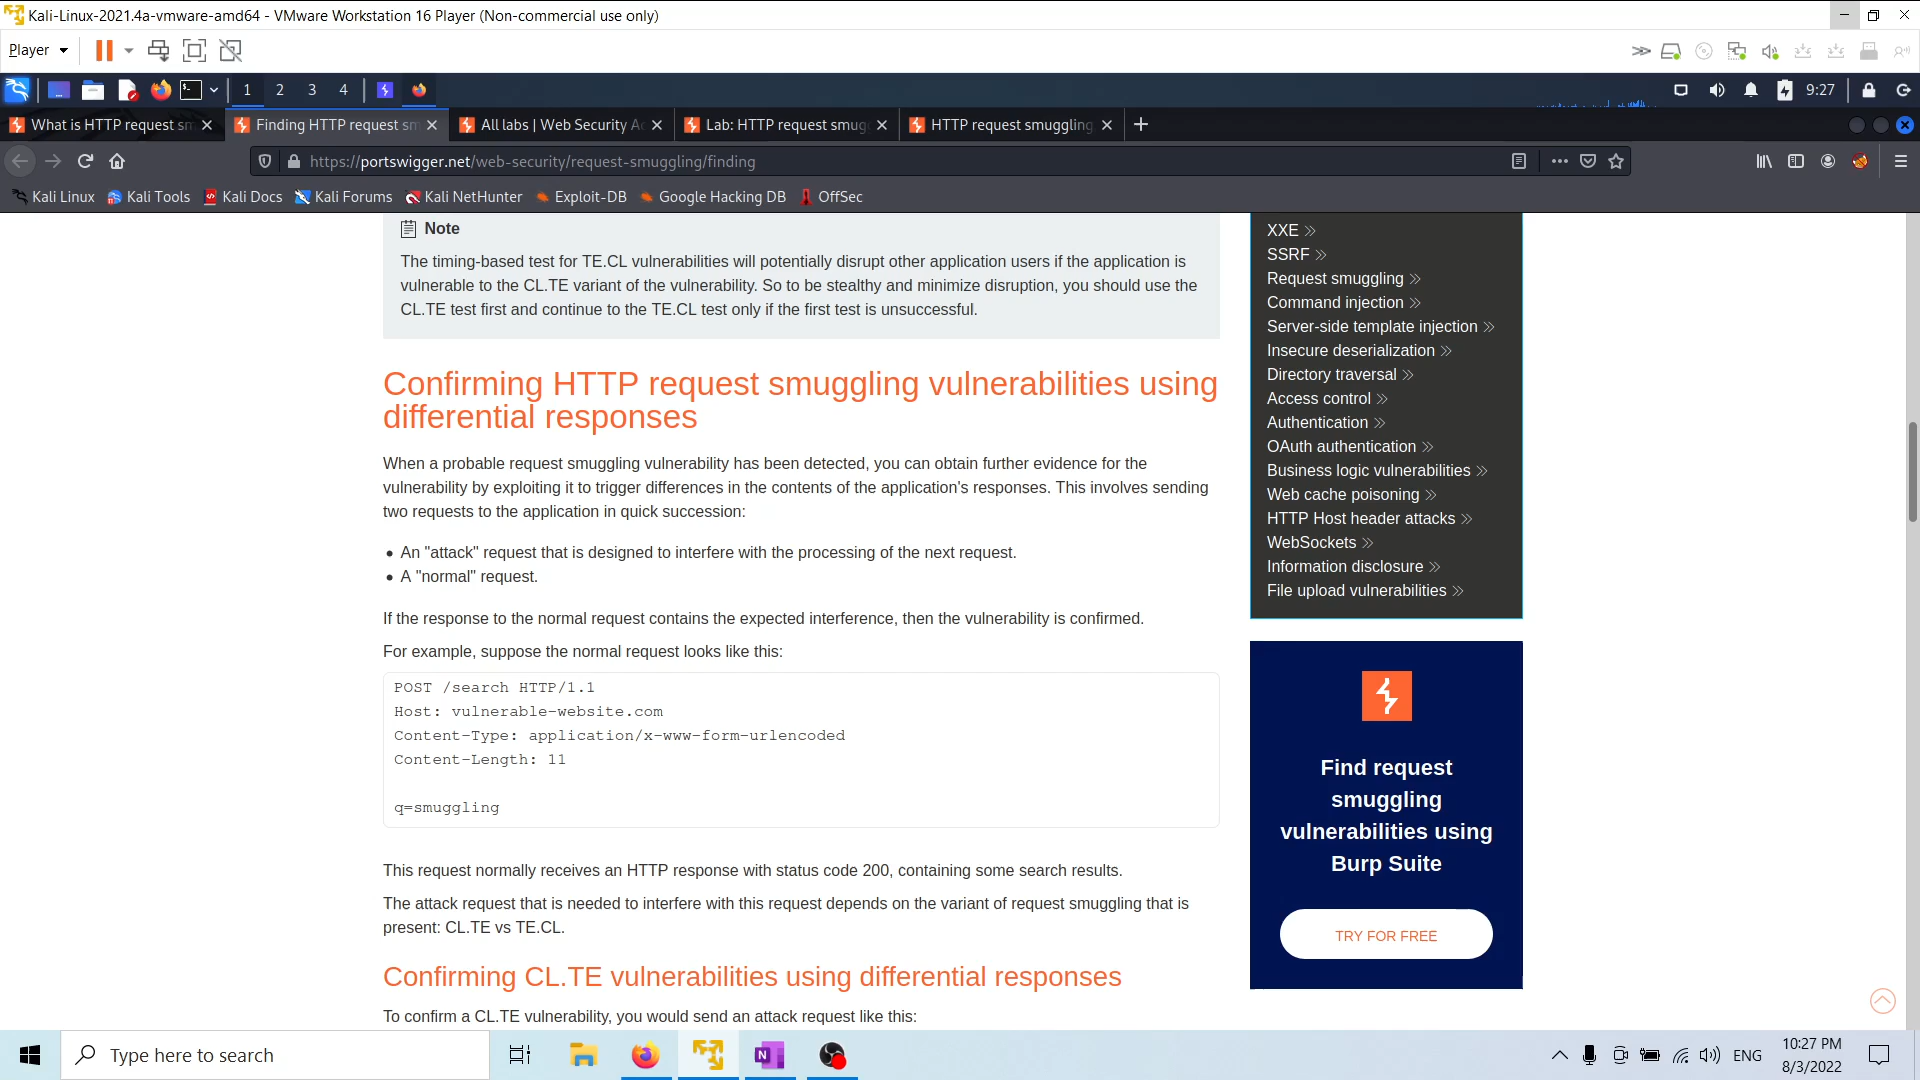 Kali-Linux-2021.4a-vmware-amd64 - VMware Workstation 16 Player (Non-commercial use only)
Player
1 2 3 4
9:27
What is HTTP request sm
Finding HTTP request sm
All labs | Web Security Ac
Lab: HTTP request smug
HTTP request smuggling,
https://portswigger.net/web-security/request-smuggling/finding
Kali Linux
Kali Tools
Kali Docs
Kali Forums
Kali NetHunter
Exploit-DB
Google Hacking DB
OffSec
Note
The timing-based test for TE.CL vulnerabilities will potentially disrupt other application users if the application is
vulnerable to the CL.TE variant of the vulnerability. So to be stealthy and minimize disruption, you should use the
CL.TE test first and continue to the TE.CL test only if the first test is unsuccessful.
Confirming HTTP request smuggling vulnerabilities using
differential responses
When a probable request smuggling vulnerability has been detected, you can obtain further evidence for the
vulnerability by exploiting it to trigger differences in the contents of the application's responses. This involves sending
two requests to the application in quick succession:
• An "attack" request that is designed to interfere with the processing of the next request.
• A "normal" request.
If the response to the normal request contains the expected interference, then the vulnerability is confirmed.
For example, suppose the normal request looks like this:
POST /search HTTP/1.1
Host: vulnerable-website.com
Content-Type: application/x-www-form-urlencoded
Content-Length: 11
q=smuggling
This request normally receives an HTTP response with status code 200, containing some search results.
The attack request that is needed to interfere with this request depends on the variant of request smuggling that is
present: CL.TE vs TE.CL.
Confirming CL.TE vulnerabilities using differential responses
To confirm a CL.TE vulnerability, you would send an attack request like this:
XXE
SSRF
Request smuggling
Command injection
Server-side template injection
Insecure deserialization
Directory traversal
Access control
Authentication
OAuth authentication
Business logic vulnerabilities
Web cache poisoning
HTTP Host header attacks
WebSockets
Information disclosure
File upload vulnerabilities
Find request
smuggling
vulnerabilities using
Burp Suite
TRY FOR FREE
Type here to search
ENG
10:27 PM
8/3/2022